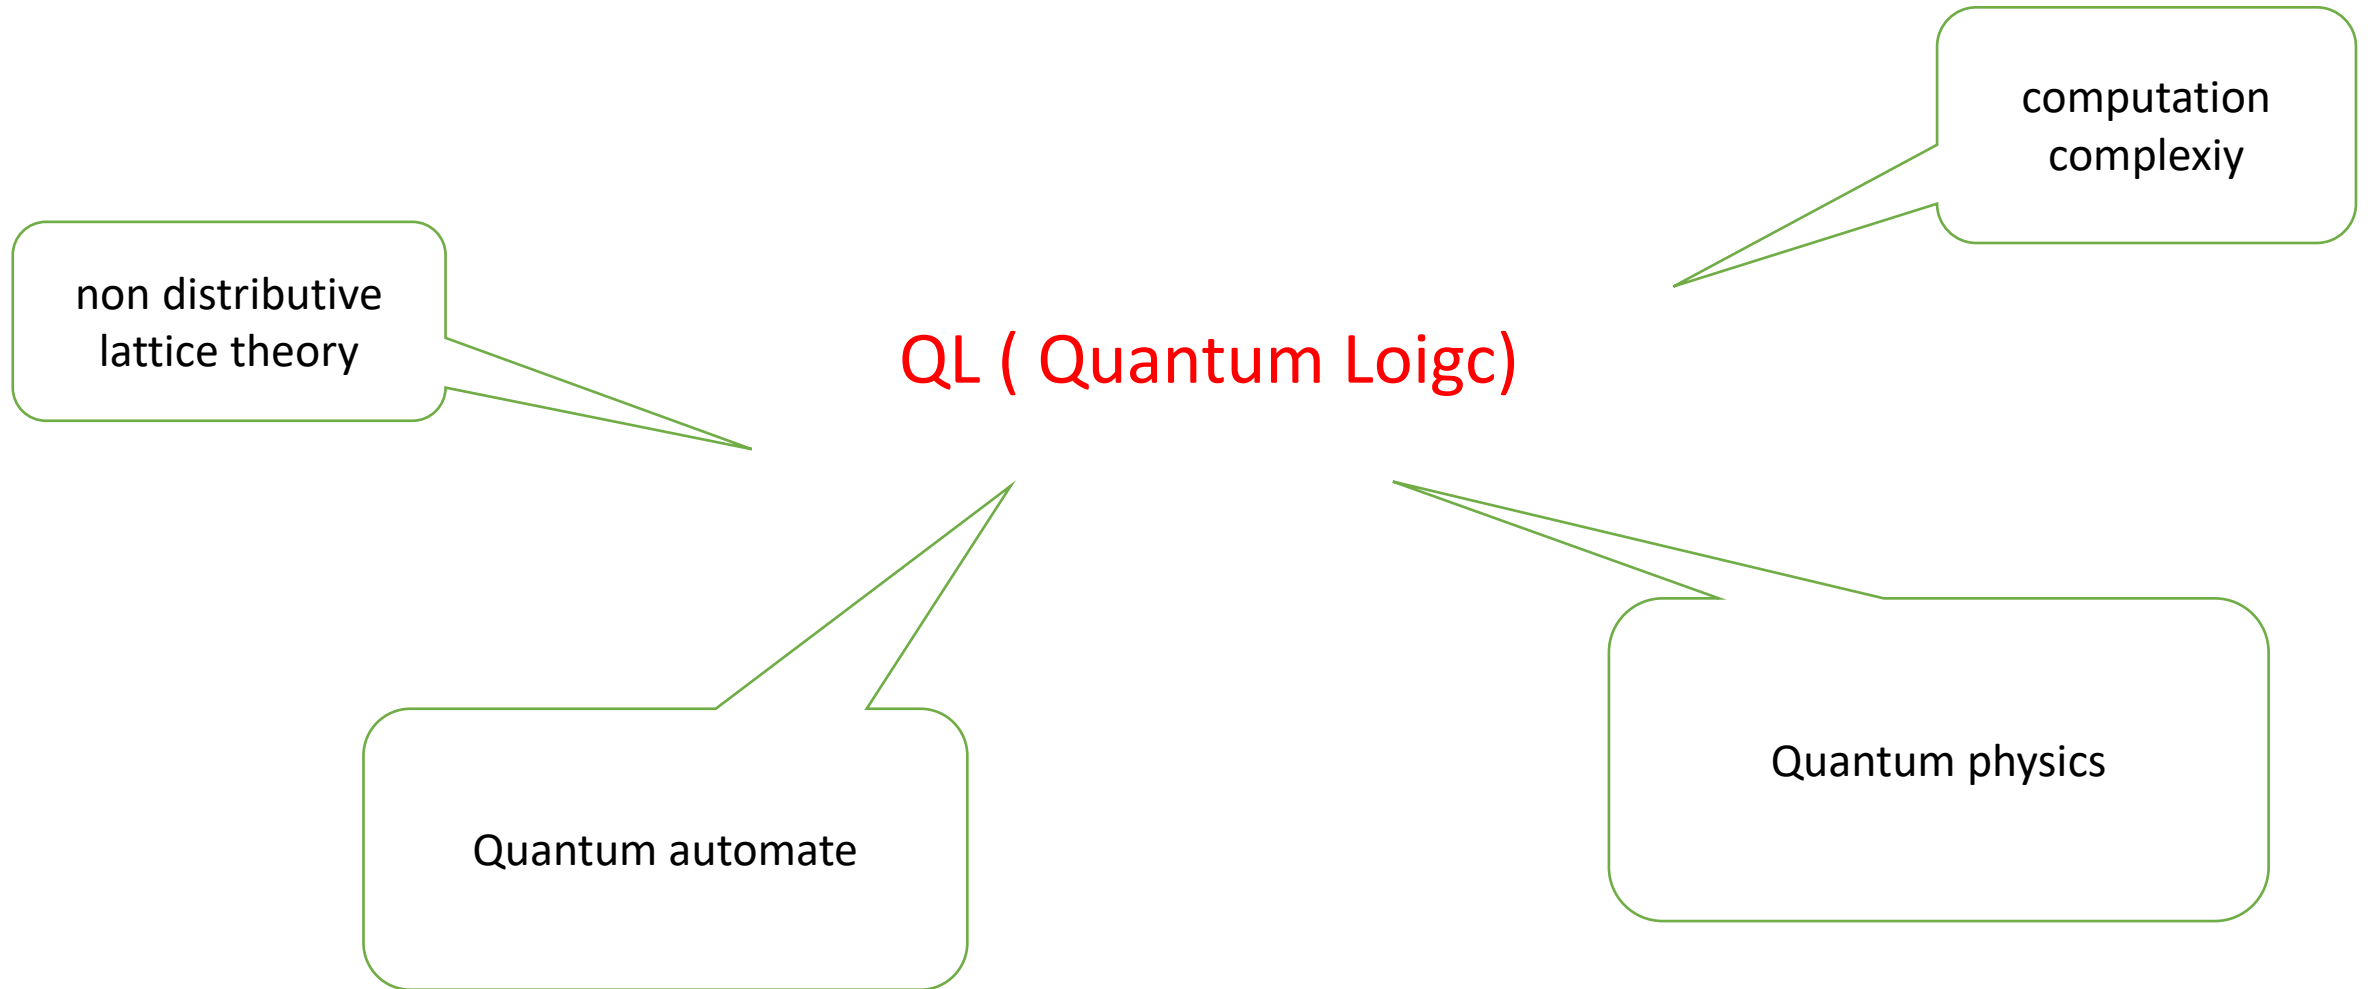 computation
complexiy
non distributive
lattice theory
QL ( Quantum Loigc)
Quantum physics
Quantum automate